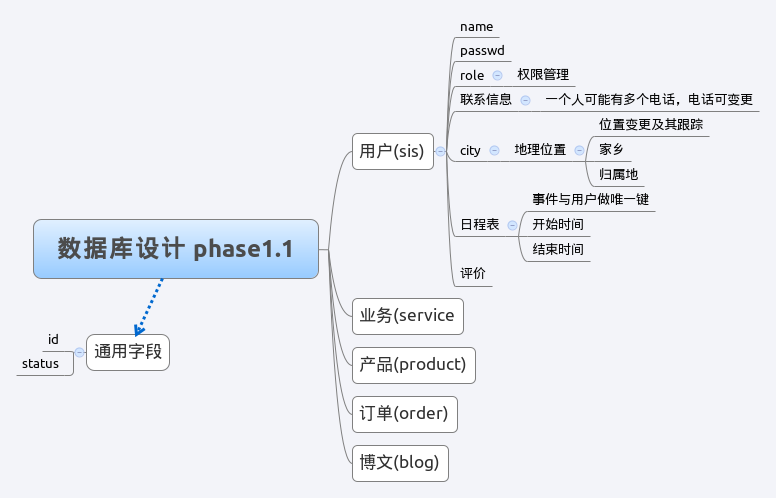 数据库设计 phase1.1
用户(sis)
name
passwd
role
权限管理
联系信息
一个人可能有多个电话，电话可变更
city
地理位置
位置变更及其跟踪
家乡
归属地
日程表
事件与用户做唯一键
开始时间
结束时间
评价
业务(service
产品(product)
订单(order)
博文(blog)
通用字段
id
status